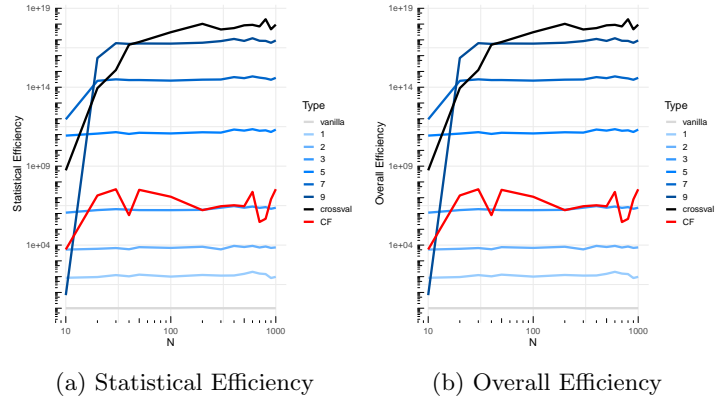 1e+19
1e+14
1e+09
1e+04
Statistical Efficiency
10
100
1000
N
Type
vanilla
1
2
3
5
7
9
crossval
CF
(a) Statistical Efficiency
1e+19
1e+14
1e+09
1e+04
Overall Efficiency
10
100
1000
N
Type
vanilla
1
2
3
5
7
9
crossval
CF
(b) Overall Efficiency